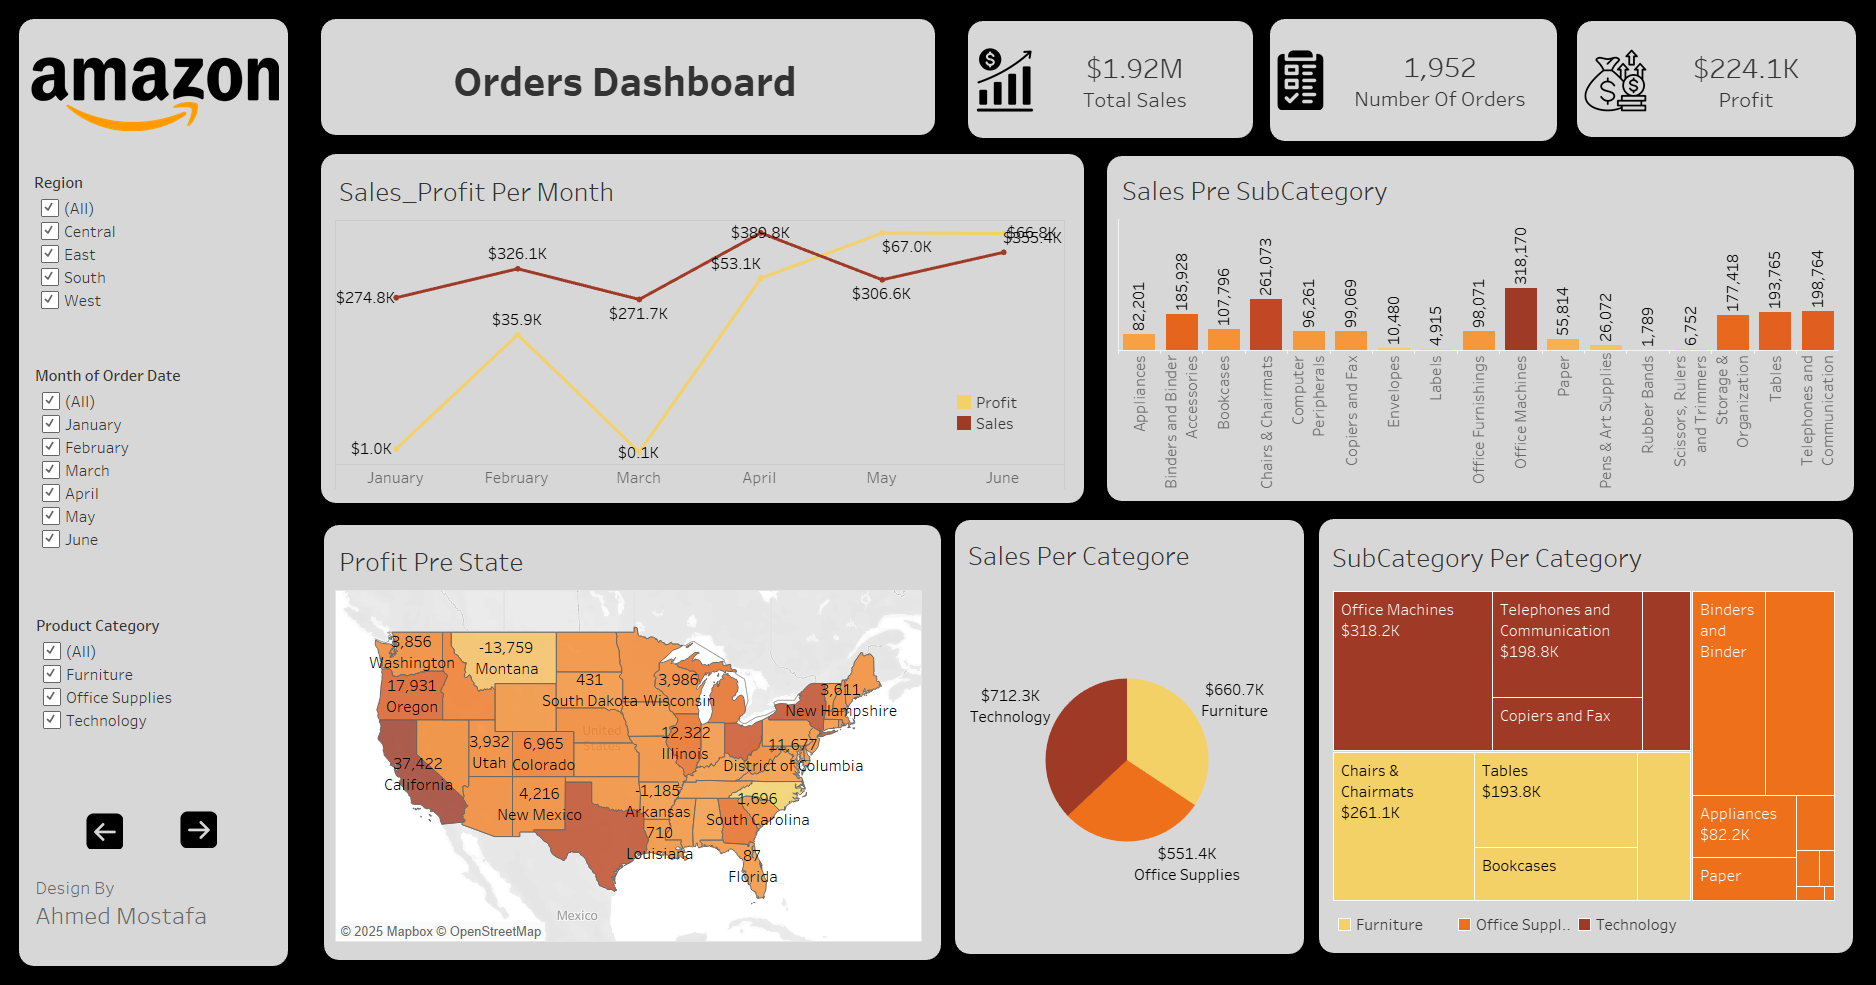 amazon
Region
(All)
Central
East
South
West
Month of Order Date
(All)
January
February
March
April
May
June
Product Category
(All)
Furniture
Office Supplies
Technology
Design By
Ahmed Mostafa
Orders Dashboard
$1.92M
Total Sales
1,952
Number Of Orders
$224.1K
Profit
Sales_Profit Per Month
$274.8K
$326.1K
$271.7K
$389.8K
$306.6K
$355.4K
$1.0K
$35.9K
$0.1K
$53.1K
$67.0K
$66.8K
Profit
Sales
January
February
March
April
May
June
Sales Pre SubCategory
82,201
185,928
107,796
261,073
96,261
99,069
10,480
4,915
98,071
318,170
55,814
26,072
1,789
6,752
177,418
193,765
198,764
Appliances
Binders and Binder
Accessories
Bookcases
Chairs & Chairmats
Computer
Peripherals
Copiers and Fax
Envelopes
Labels
Office Furnishings
Office Machines
Paper
Pens & Art Supplies
Rubber Bands
Scissors, Rulers
and Trimmers
Storage &
Organization
Tables
Telephones and
Communication
Profit Pre State
3,856
Washington
-13,759
Montana
17,931
Oregon
431
South Dakota
3,986
Wisconsin
3,611
New Hampshire
United
States
3,932
Utah
6,965
Colorado
12,322
Illinois
11,677
District of Columbia
37,422
California
4,216
New Mexico
-1,185
Arkansas
1,696
South Carolina
710
Louisiana
87
Florida
Mexico
© 2025 Mapbox © OpenStreetMap
Sales Per Categore
$712.3K
Technology
$660.7K
Furniture
$551.4K
Office Supplies
SubCategory Per Category
Office Machines
$318.2K
Telephones and
Communication
$198.8K
Copiers and Fax
Chairs &
Chairmats
$261.1K
Tables
$193.8K
Bookcases
Binders
and
Binder
Appliances
$82.2K
Paper
Furniture
Office Suppl..
Technology